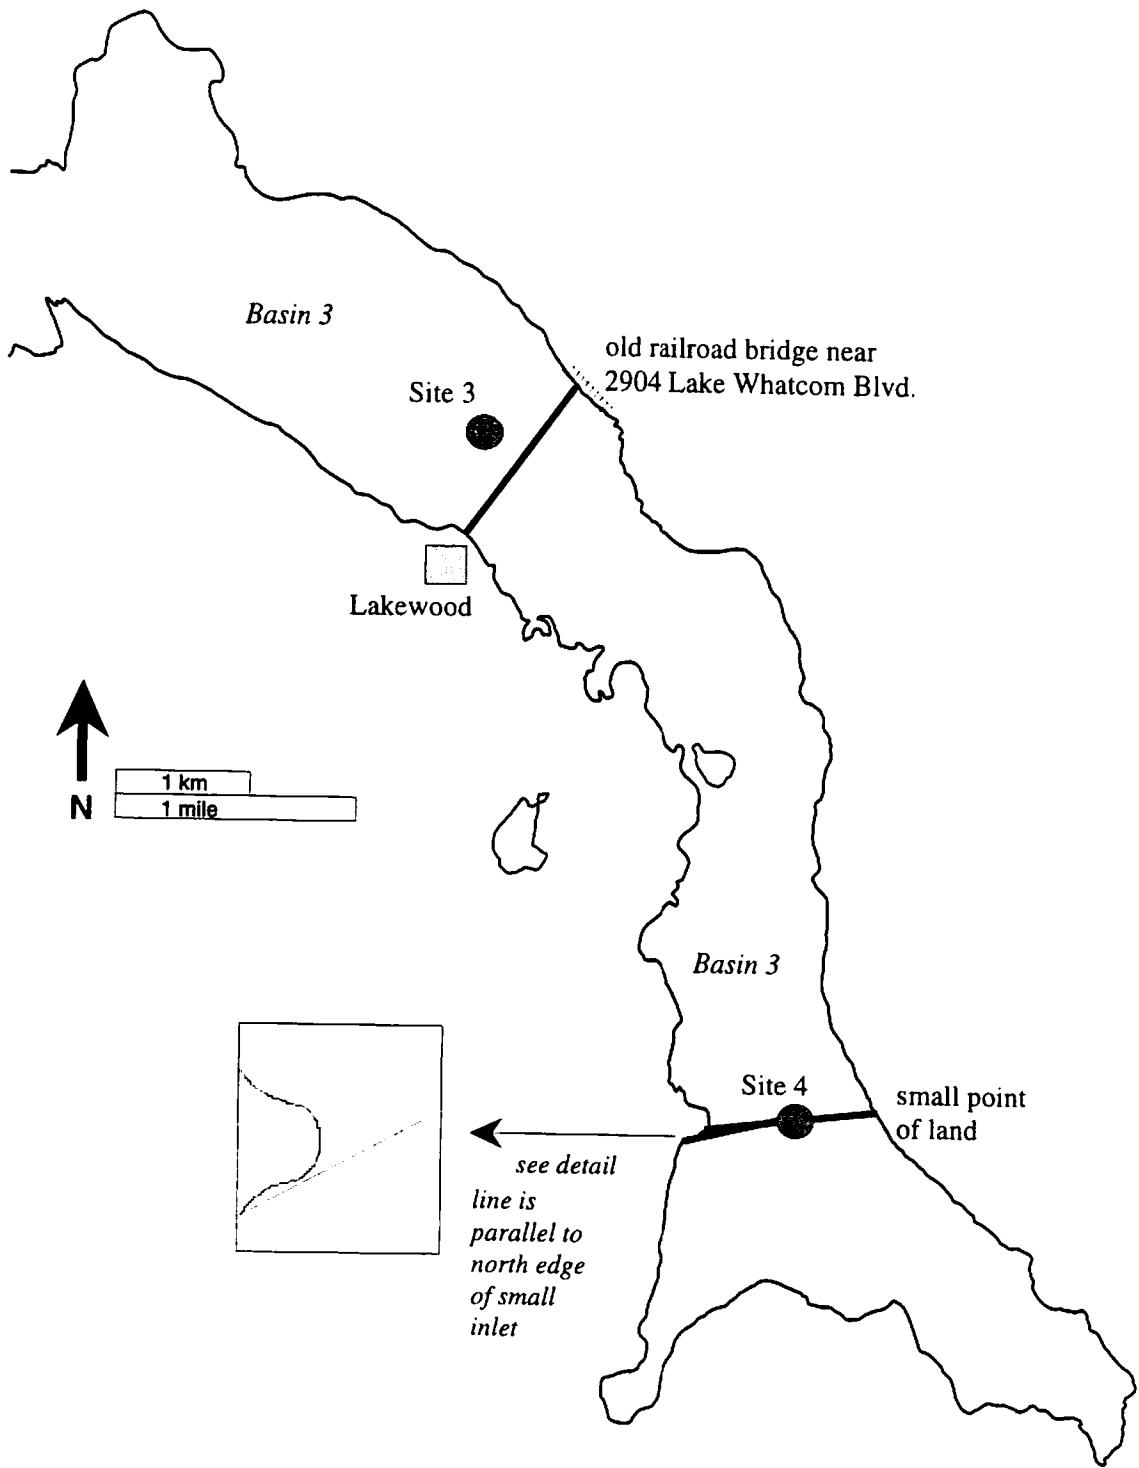 Basin 3
old railroad bridge near
2904 Lake Whatcom Blvd.
Site 3
Lakewood
N
1 km
1 mile
Basin 3
Site 4
small point
of land
see detail
line is
parallel to
north edge
of small
inlet